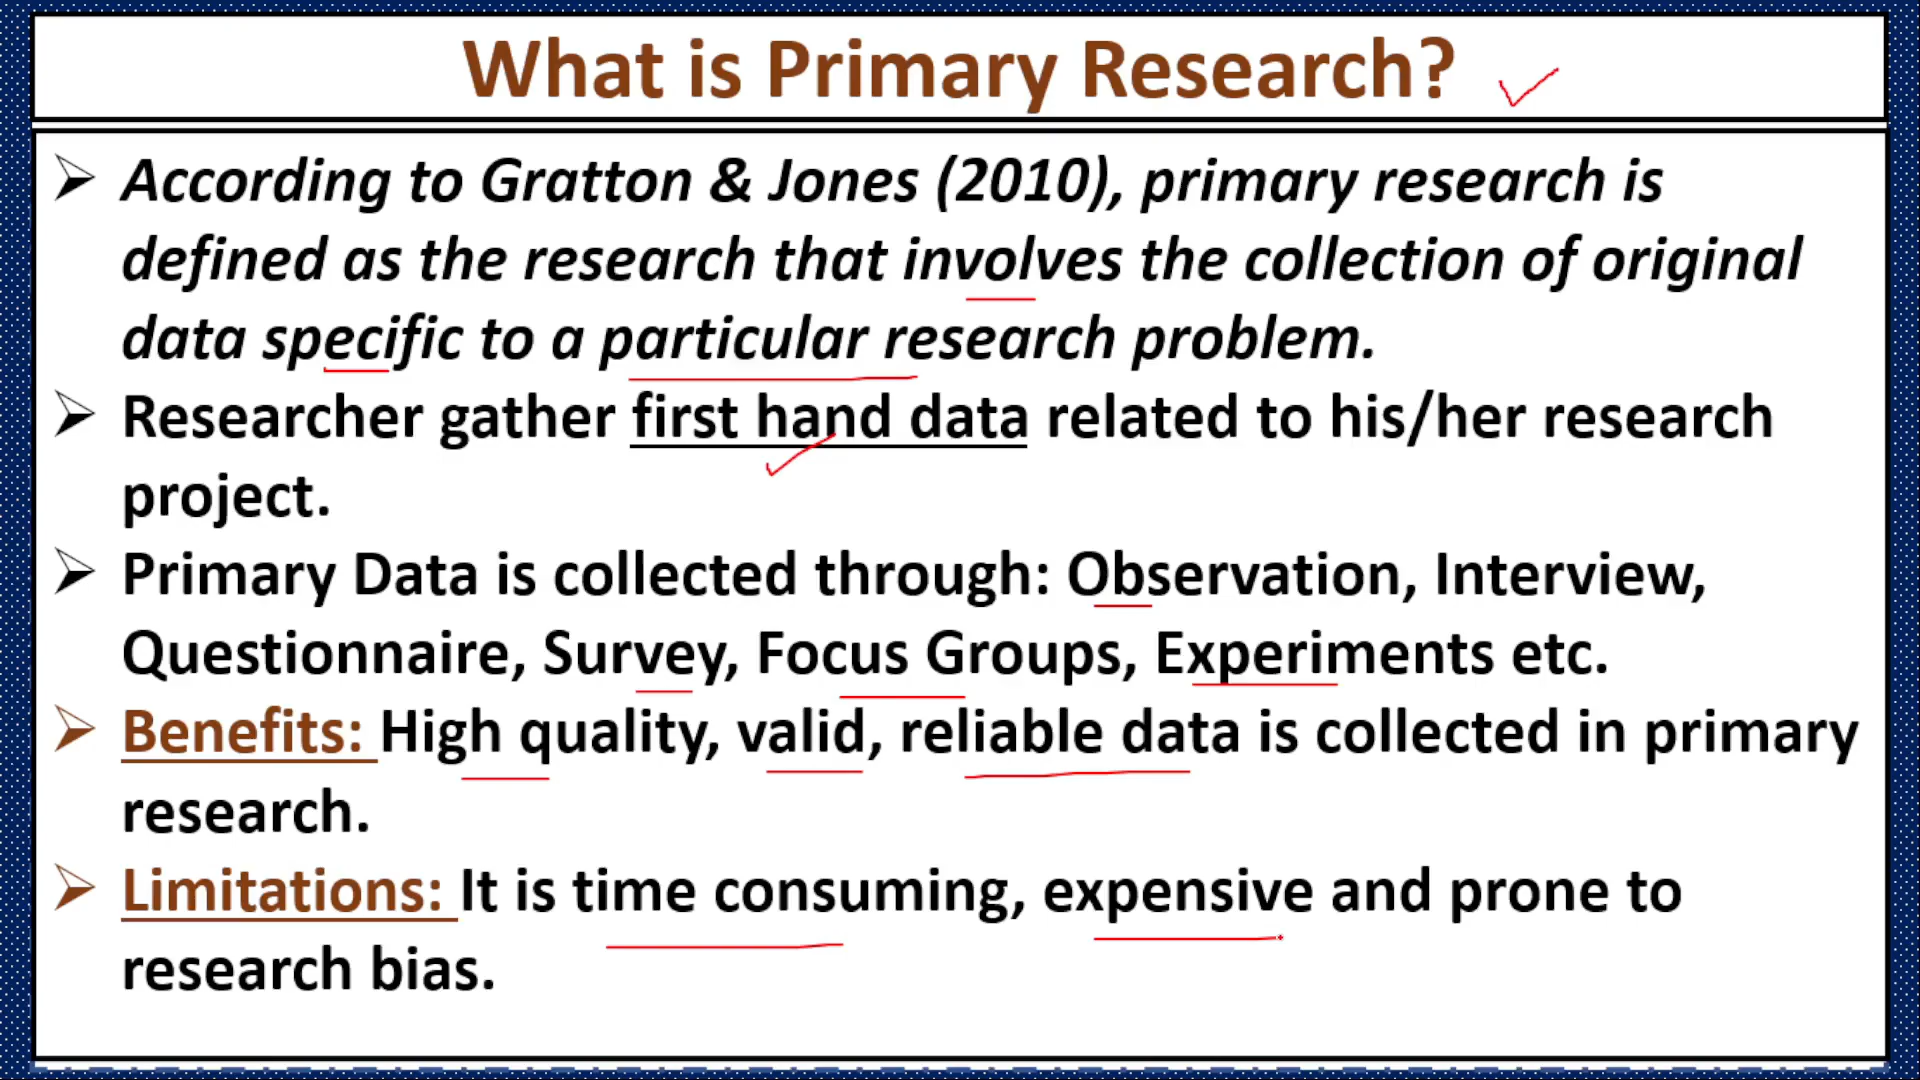 What is Primary Research?
According to Gratton & Jones (2010), primary research is
defined as the research that involves the collection of original
data specific to a particular research problem.
Researcher gather first hand data related to his/her research
project.
Primary Data is collected through: Observation, Interview,
Questionnaire, Survey, Focus Groups, Experiments etc.
Benefits: High quality, valid, reliable data is collected in primary
research.
Limitations: It is time consuming, expensive and prone to
research bias.